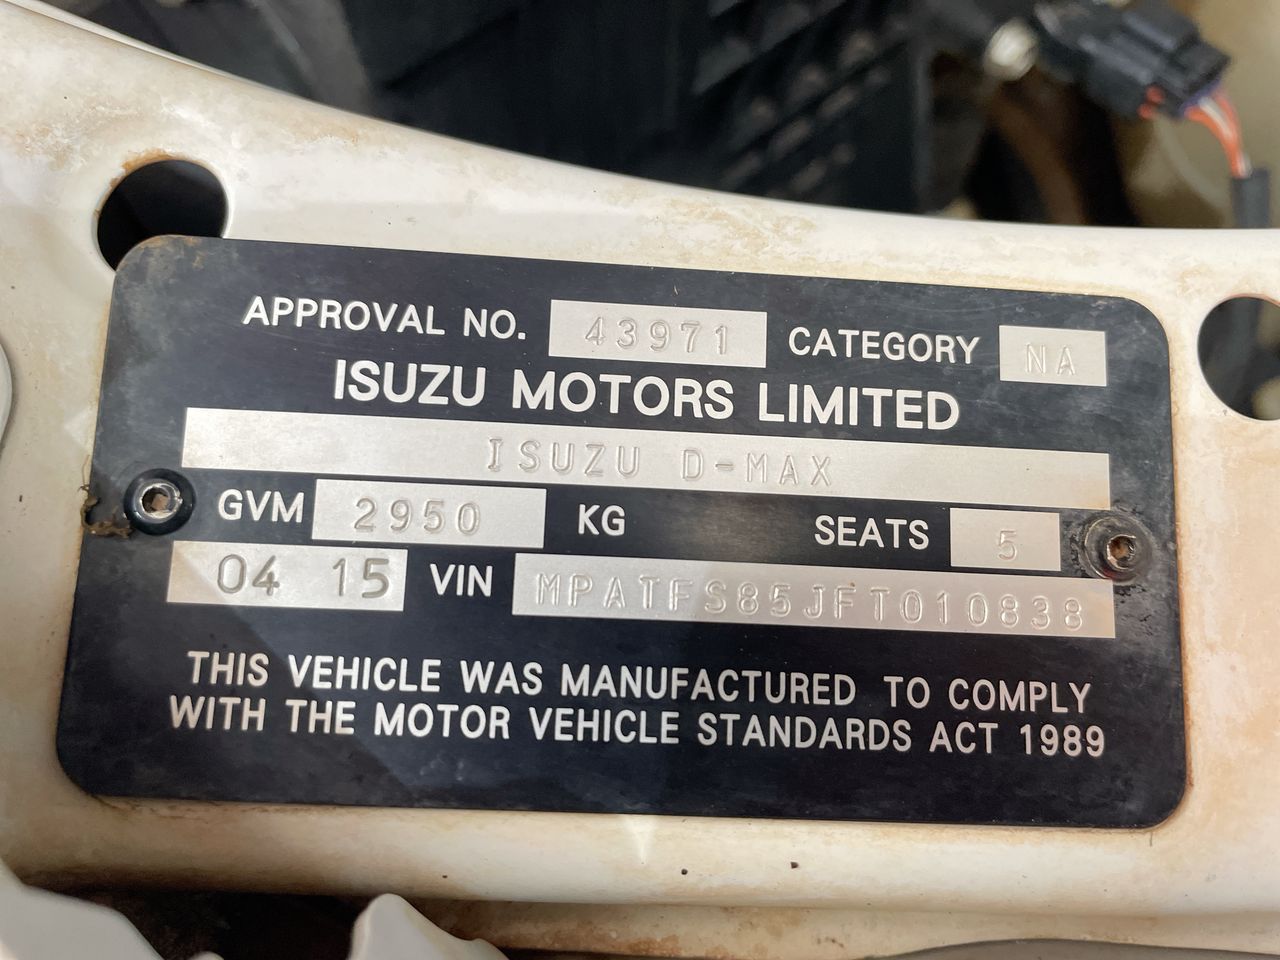 APPROVAL NO. 43971 CATEGORY NA
ISUZU MOTORS LIMITED
ISUZU D-MAX
GVM 2950 KG SEATS 5
04 15 VIN MPATFS85JFT010838
THIS VEHICLE WAS MANUFACTURED TO COMPLY
WITH THE MOTOR VEHICLE STANDARDS ACT 1989